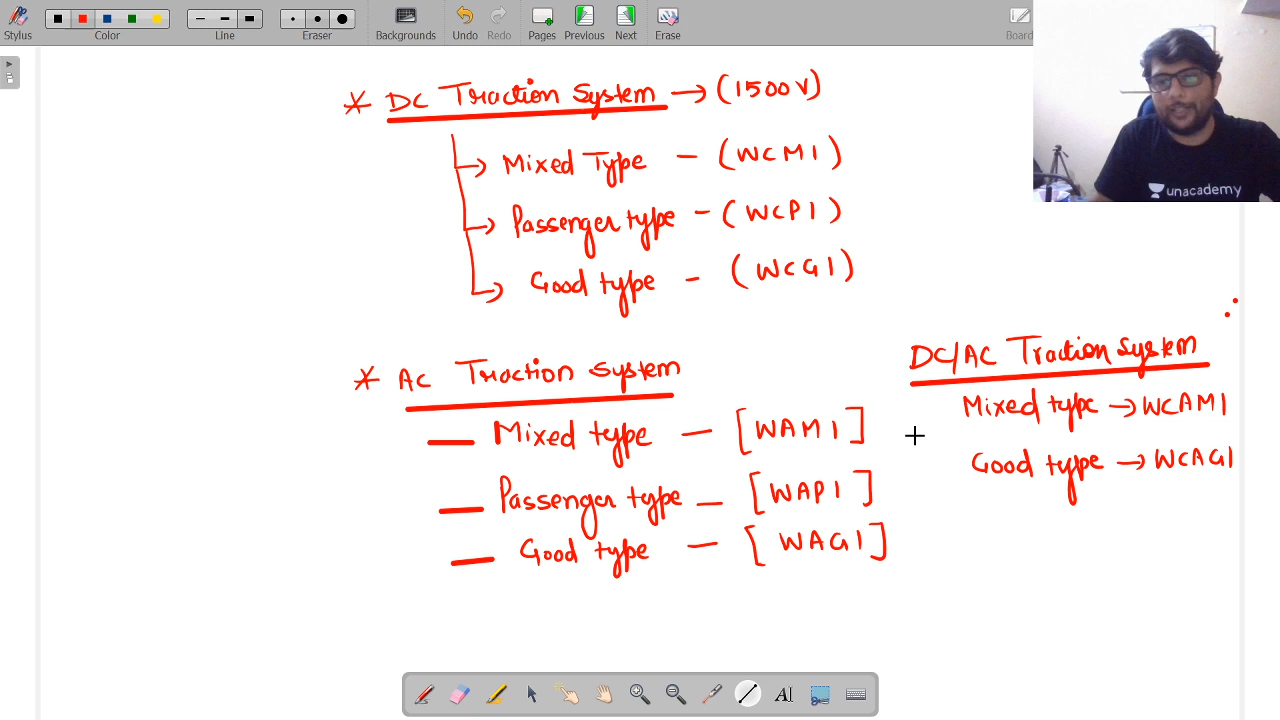 Stylus
Color
Line
Eraser
Backgrounds
Undo
Redo
Pages
Previous
Next
Erase
Board
unacademy
* DC Traction System → (1500V)
→ Mixed Type - (WCM1)
→ Passenger type - (WCP1)
→ Good type - (WCG1)
* AC Traction System
— Mixed type — [WAM1]
— Passenger type — [WAP1]
— Good type — [WAG1]
DC/AC Traction System
Mixed type → WCAM1
Good type → WCAG1
AI